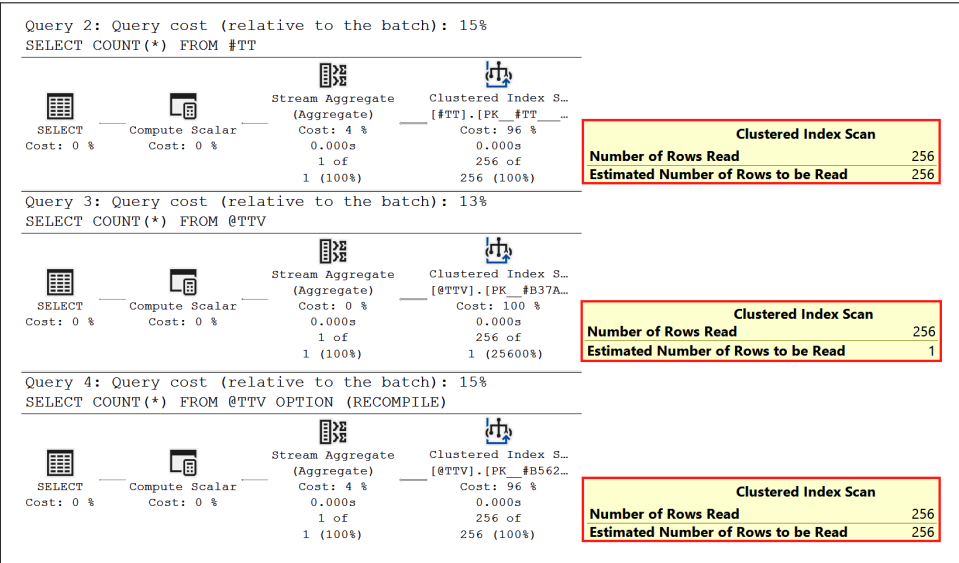 Query 2: Query cost (relative to the batch): 15%
SELECT COUNT(*) FROM #TT
Stream Aggregate
Clustered Index S…
(Aggregate)
[#TT].[PK__#TT___…
SELECT
Compute Scalar
Cost: 4 %
Cost: 96 %
Cost: 0 %
Cost: 0 %
0.000s
0.000s
1 of
256 of
1 (100%)
256 (100%)
Clustered Index Scan
Number of Rows Read 256
Estimated Number of Rows to be Read 256
Query 3: Query cost (relative to the batch): 13%
SELECT COUNT(*) FROM @TTV
Stream Aggregate
Clustered Index S…
(Aggregate)
[@TTV].[PK__#B37A…
SELECT
Compute Scalar
Cost: 0 %
Cost: 100 %
Cost: 0 %
Cost: 0 %
0.000s
0.000s
1 of
256 of
1 (100%)
1 (25600%)
Clustered Index Scan
Number of Rows Read 256
Estimated Number of Rows to be Read 1
Query 4: Query cost (relative to the batch): 15%
SELECT COUNT(*) FROM @TTV OPTION (RECOMPILE)
Stream Aggregate
Clustered Index S…
(Aggregate)
[@TTV].[PK__#B562…
SELECT
Compute Scalar
Cost: 4 %
Cost: 96 %
Cost: 0 %
Cost: 0 %
0.000s
0.000s
1 of
256 of
1 (100%)
256 (100%)
Clustered Index Scan
Number of Rows Read 256
Estimated Number of Rows to be Read 256